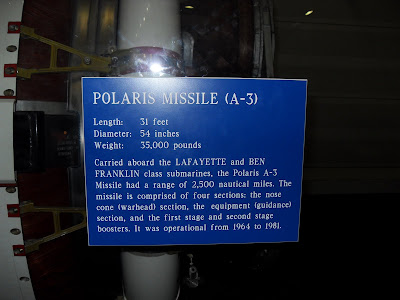 POLARIS MISSILE (A-3)
Length: 31 feet
Diameter: 54 inches
Weight: 35,000 pounds
Carried aboard the LAFAYETTE and BEN
FRANKLIN class submarines, the Polaris A-3
Missile had a range of 2,500 nautical miles. The
missile is comprised of four sections: the nose
cone (warhead) section, the equipment (guidance)
section, and the first stage and second stage
boosters. It was operational from 1964 to 1981.